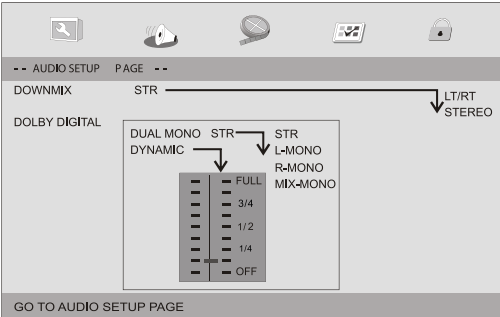 -- AUDIO SETUP PAGE --
DOWNMIX STR LT/RT
STEREO
DOLBY DIGITAL
DUAL MONO STR STR
DYNAMIC L-MONO
R-MONO
FULL MIX-MONO
3/4
1/2
1/4
OFF
GO TO AUDIO SETUP PAGE